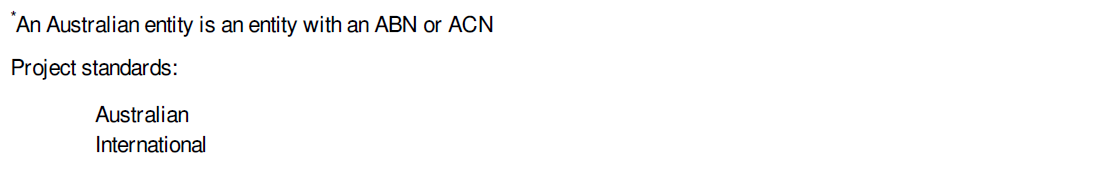 *An Australian entity is an entity with an ABN or ACN
Project standards:
Australian
International